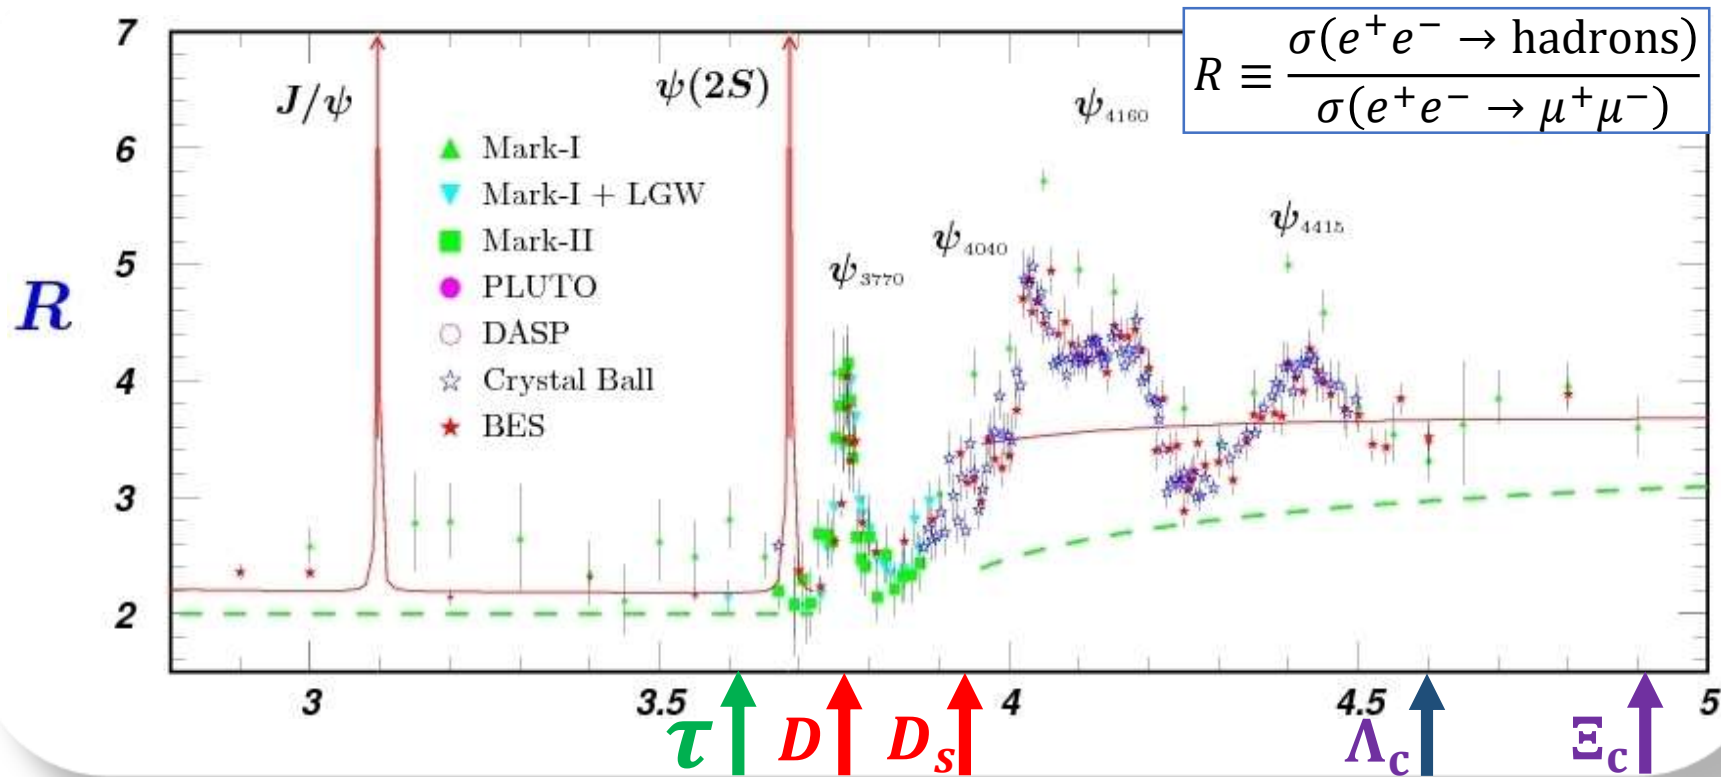 R
7
6
5
4
3
2
J/ψ
ψ(2S)
ψ4160
R ≡ σ(e⁺e⁻ → hadrons)
σ(e⁺e⁻ → μ⁺μ⁻)
Mark-I
Mark-I + LGW
Mark-II
PLUTO
DASP
Crystal Ball
BES
ψ3770
ψ4040
ψ4415
3 3.5 4 4.5 5
τ D Dₛ Λc Ξc